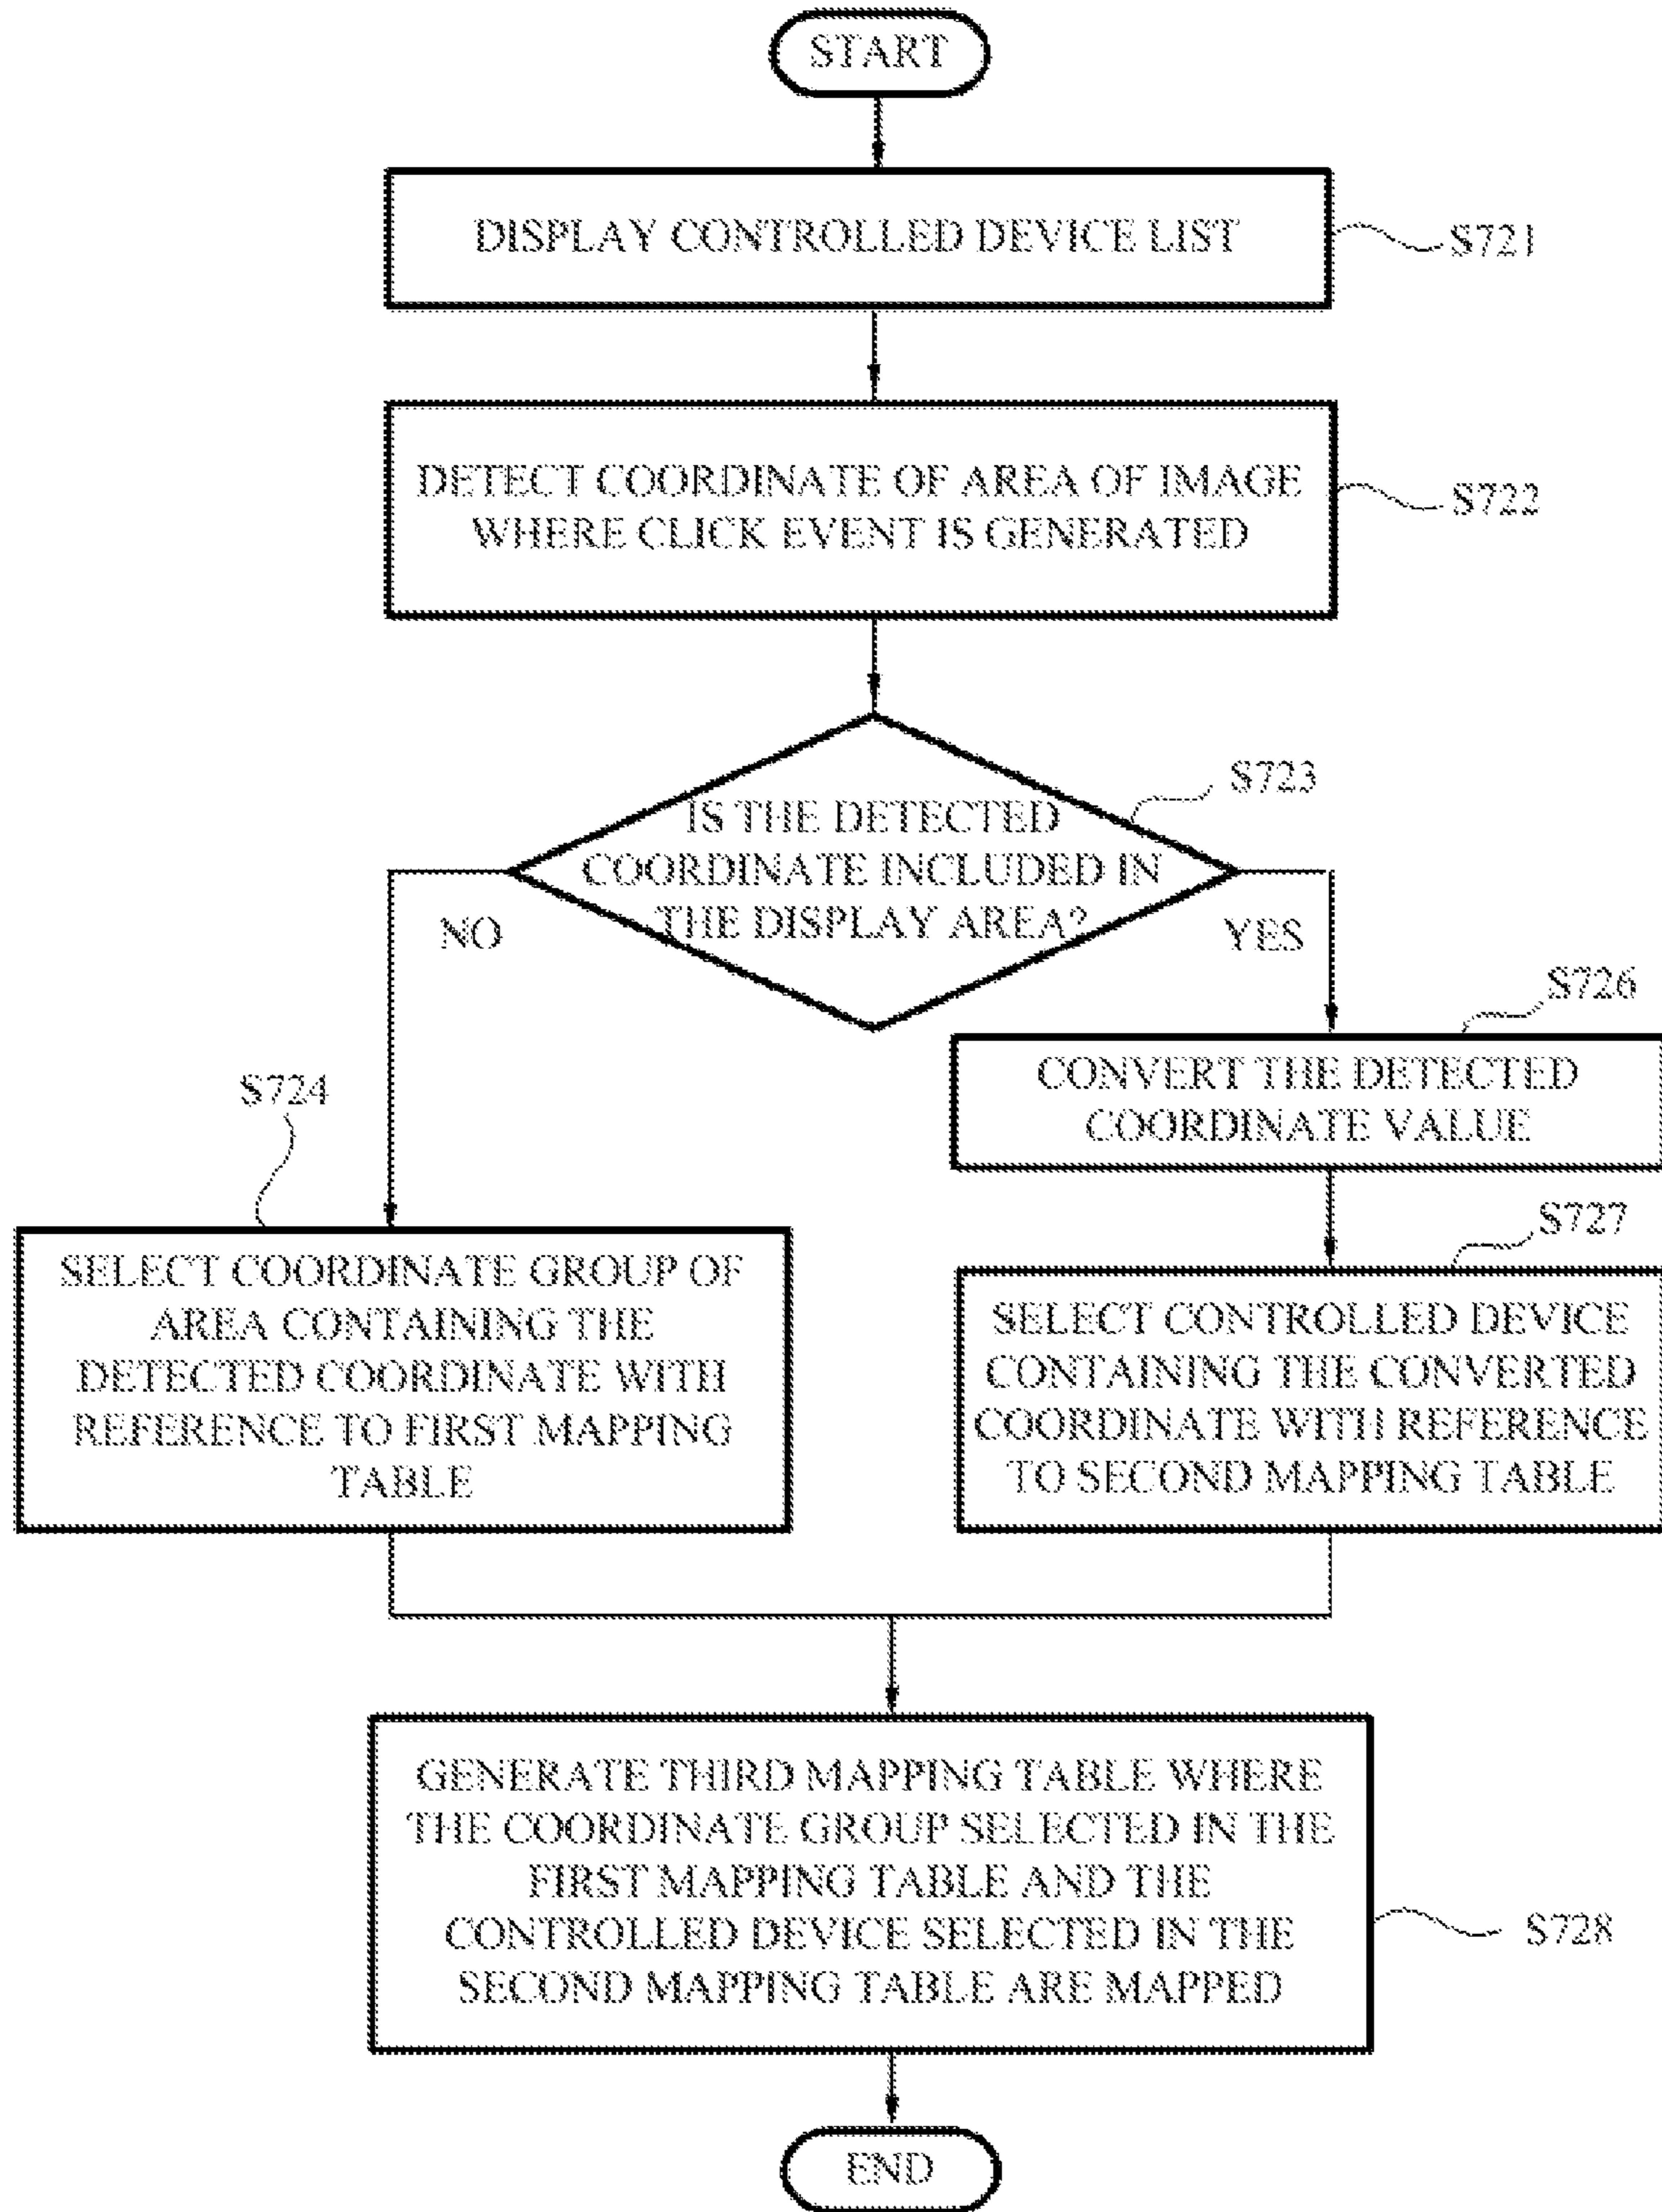 START
DISPLAY CONTROLLED DEVICE LIST
S721
DETECT COORDINATE OF AREA OF IMAGE
WHERE CLICK EVENT IS GENERATED
S722
S723
IS THE DETECTED
COORDINATE INCLUDED IN
THE DISPLAY AREA?
NO
YES
S726
CONVERT THE DETECTED
COORDINATE VALUE
S724
SELECT COORDINATE GROUP OF
AREA CONTAINING THE
DETECTED COORDINATE WITH
REFERENCE TO FIRST MAPPING
TABLE
S727
SELECT CONTROLLED DEVICE
CONTAINING THE CONVERTED
COORDINATE WITH REFERENCE
TO SECOND MAPPING TABLE
GENERATE THIRD MAPPING TABLE WHERE
THE COORDINATE GROUP SELECTED IN THE
FIRST MAPPING TABLE AND THE
CONTROLLED DEVICE SELECTED IN THE
SECOND MAPPING TABLE ARE MAPPED
S728
END